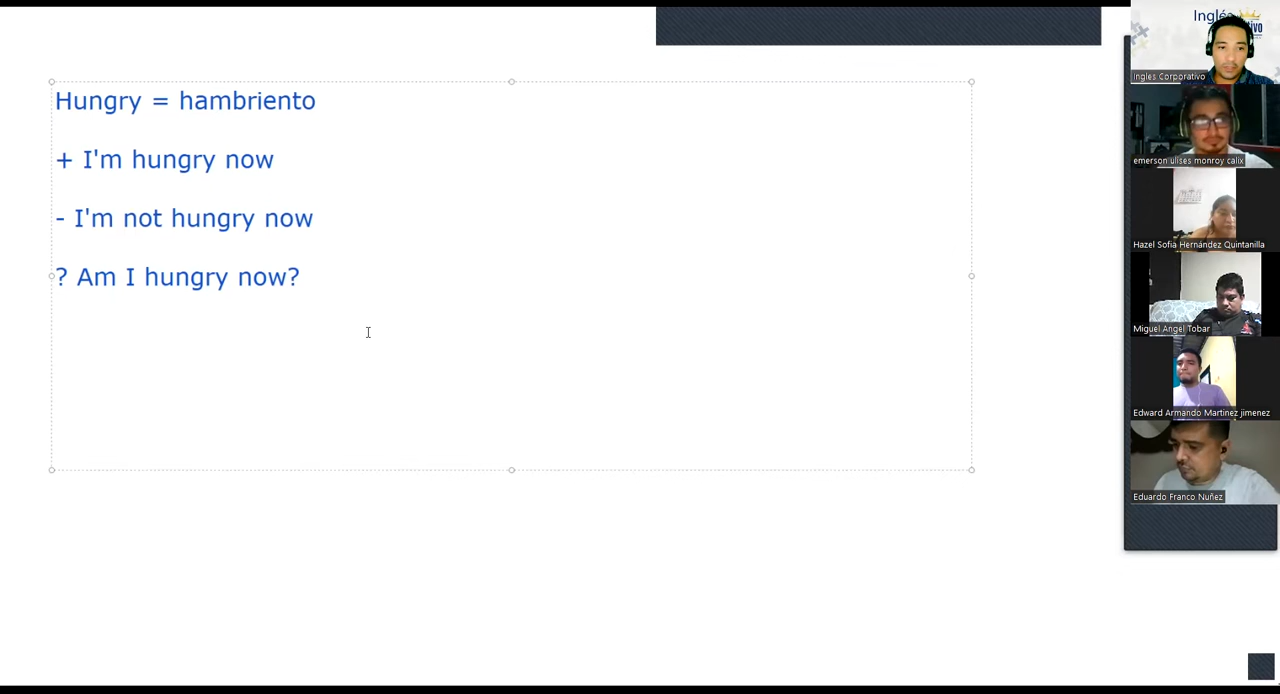 Hungry = hambriento
+ I'm hungry now
- I'm not hungry now
? Am I hungry now?
Ingles Corporativo
emerson ulises monroy calix
Hazel Sofia Hernández Quintanilla
Miguel Angel Tobar
Edward Armando Martinez jimenez
Eduardo Franco Nuñez